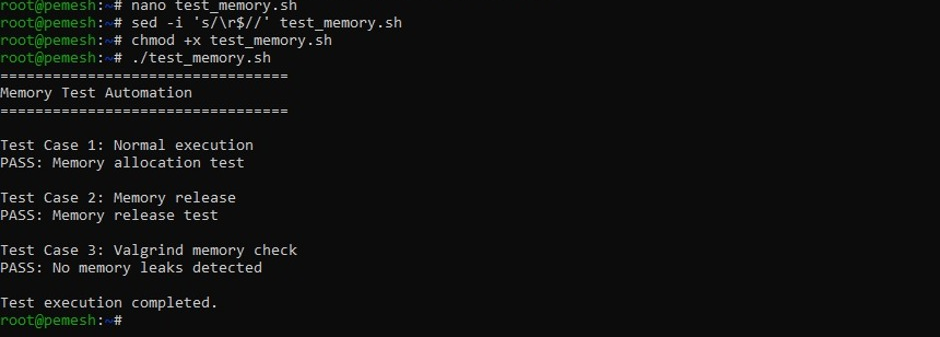 root@pemesh:~# nano test_memory.sh
root@pemesh:~# sed -i 's/\r$//' test_memory.sh
root@pemesh:~# chmod +x test_memory.sh
root@pemesh:~# ./test_memory.sh
=================================
Memory Test Automation
=================================
Test Case 1: Normal execution
PASS: Memory allocation test
Test Case 2: Memory release
PASS: Memory release test
Test Case 3: Valgrind memory check
PASS: No memory leaks detected
Test execution completed.
root@pemesh:~#